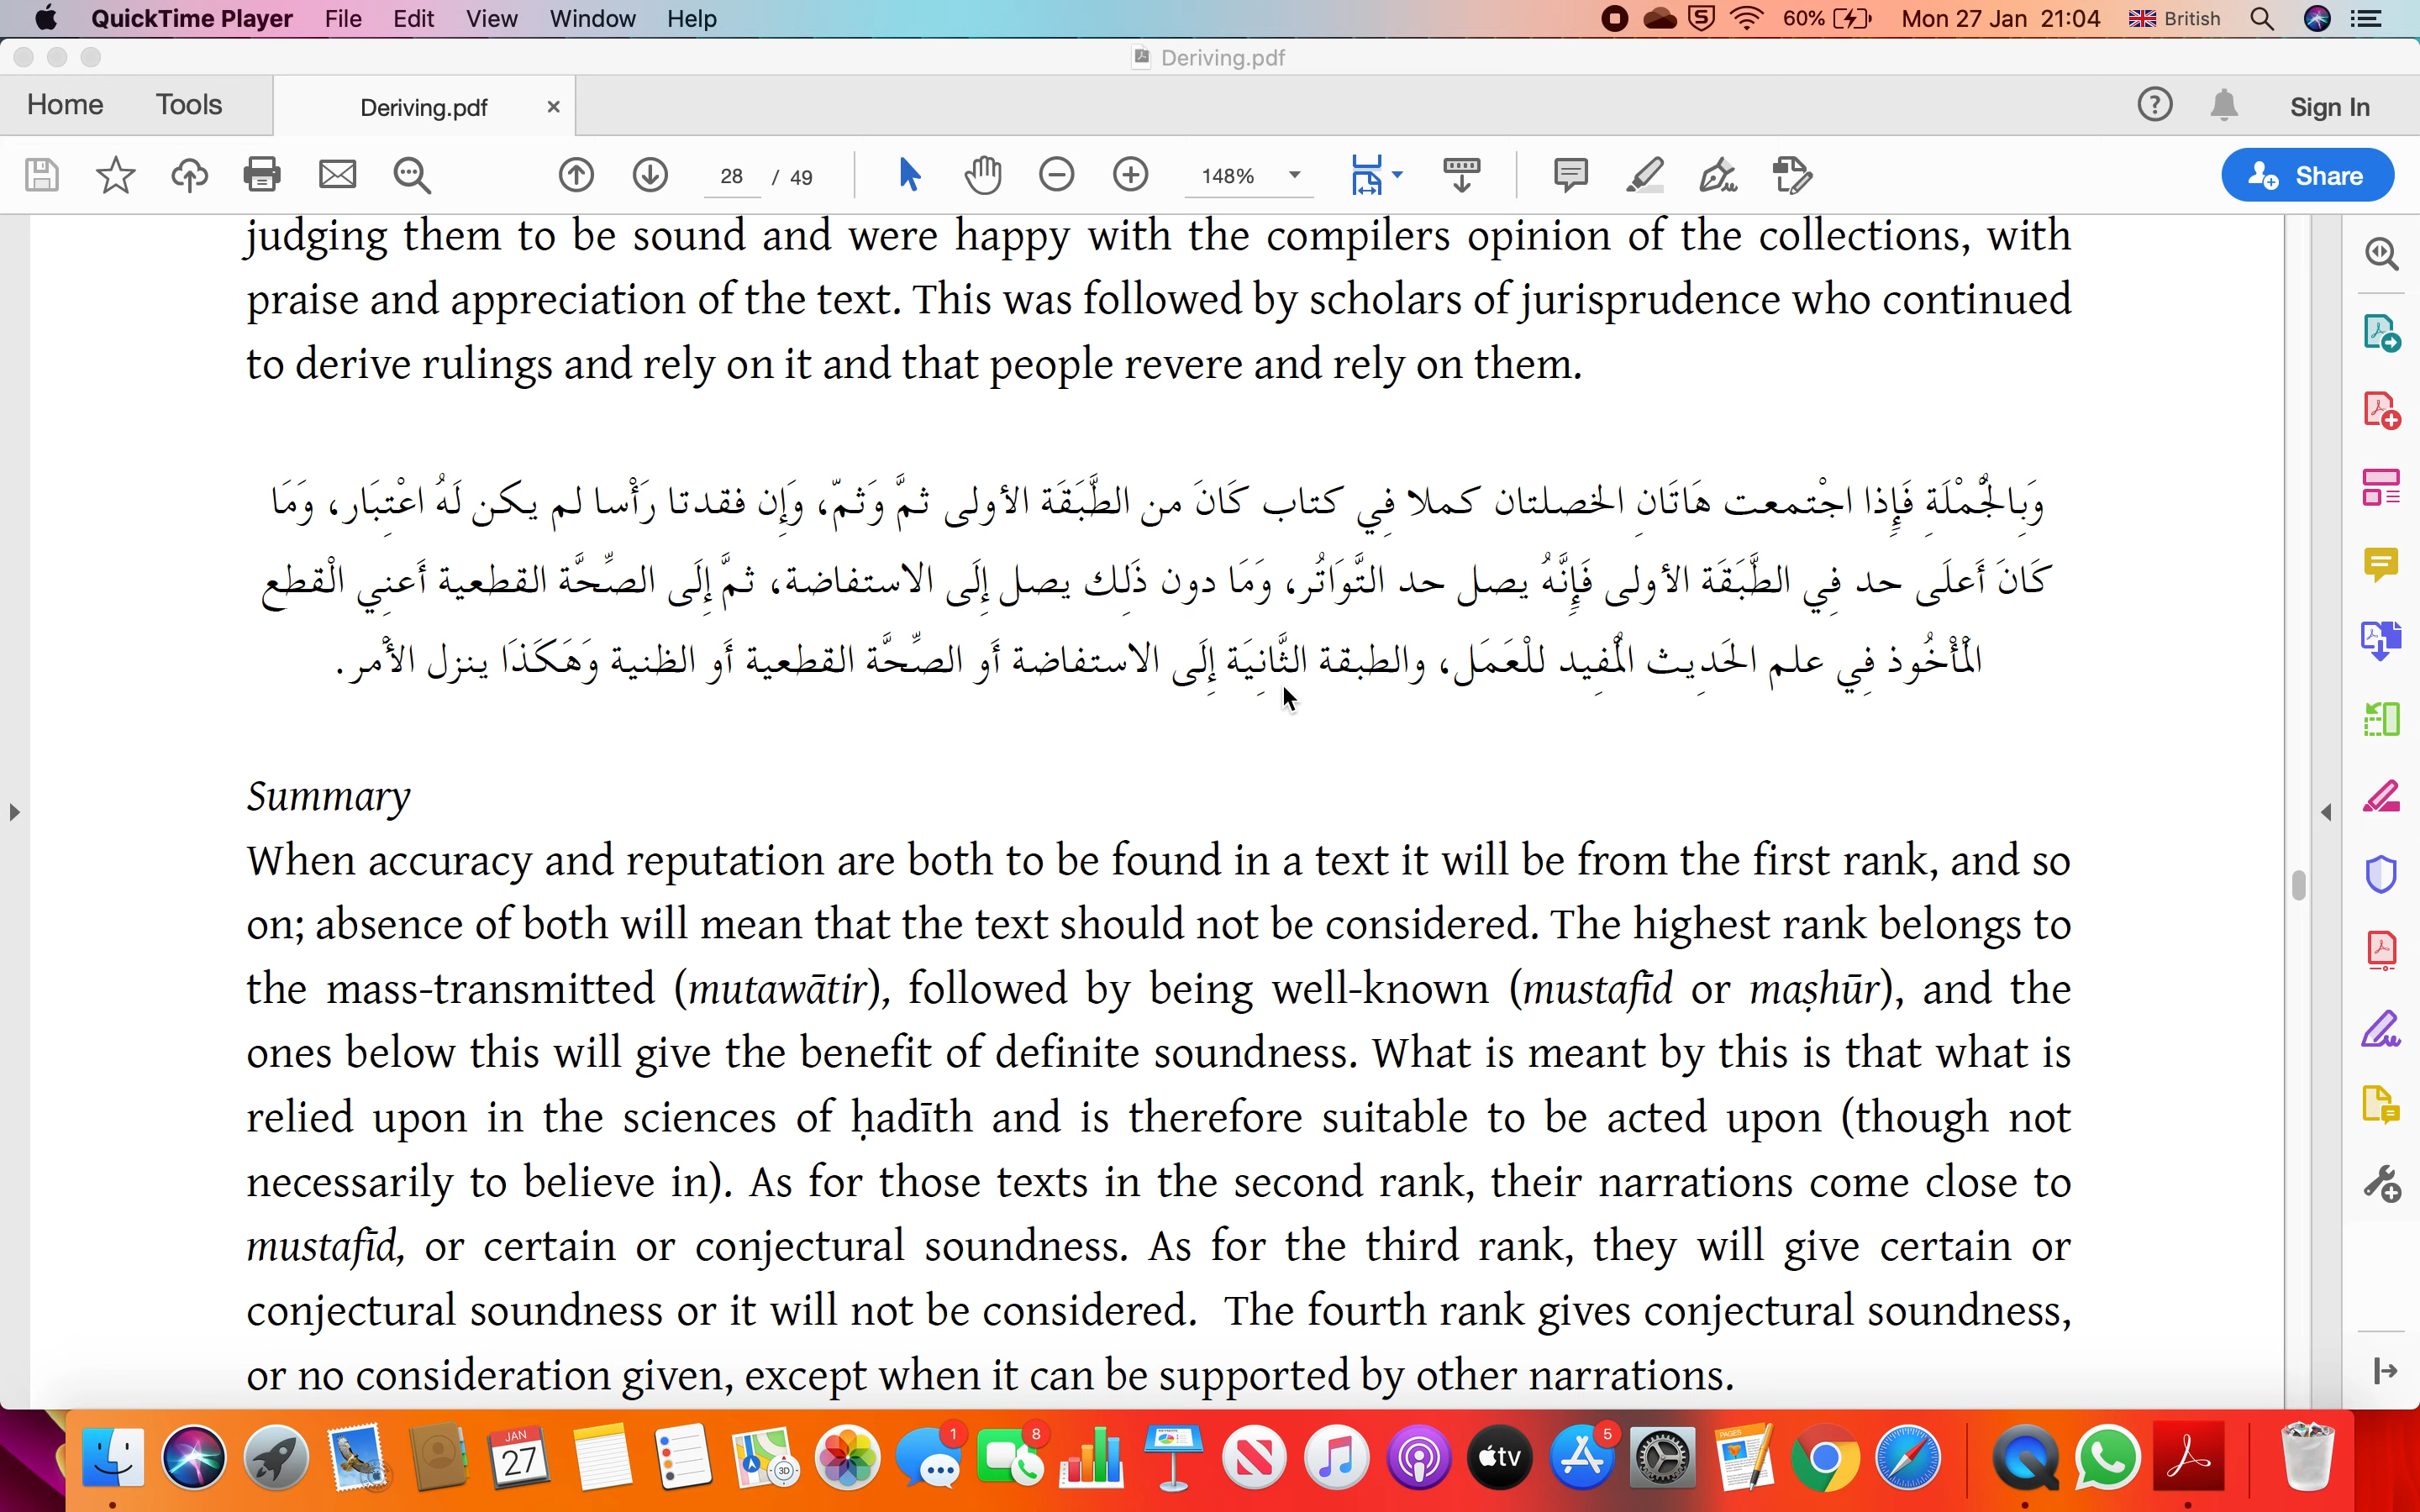 QuickTime Player File Edit View Window Help 60% Mon 27 Jan 21:04 British
Deriving.pdf
Home Tools Deriving.pdf × Sign In
28 / 49 148% Share
judging them to be sound and were happy with the compilers opinion of the collections, with
praise and appreciation of the text. This was followed by scholars of jurisprudence who continued
to derive rulings and rely on it and that people revere and rely on them.
وَبِالْجُمْلَةِ فَإِذا اجْتمعت هَاتَانِ الخصلتان كملا فِي كتاب كَانَ من الطَّبَقَة الأولى ثمَّ وَثمّ، وَإِن فقدتا رَأْسا لم يكن لَهُ اعْتِبَار، وَمَا
كَانَ أَعلَى حد فِي الطَّبَقَة الأولى فَإِنَّهُ يصل حد التَّوَاتُر، وَمَا دون ذَلِك يصل إِلَى الاستفاضة، ثمَّ إِلَى الصِّحَّة القطعية أَعنِي الْقطع
الْمَأْخُوذ فِي علم الحَدِيث الْمُفِيد للْعَمَل، والطبقة الثَّانِيَة إِلَى الاستفاضة أَو الصِّحَّة القطعية أَو الظنية وَهَكَذَا ينزل الأَمر.
Summary
When accuracy and reputation are both to be found in a text it will be from the first rank, and so
on; absence of both will mean that the text should not be considered. The highest rank belongs to
the mass-transmitted (mutawātir), followed by being well-known (mustafīd or maṣhūr), and the
ones below this will give the benefit of definite soundness. What is meant by this is that what is
relied upon in the sciences of ḥadīth and is therefore suitable to be acted upon (though not
necessarily to believe in). As for those texts in the second rank, their narrations come close to
mustafīd, or certain or conjectural soundness. As for the third rank, they will give certain or
conjectural soundness or it will not be considered. The fourth rank gives conjectural soundness,
or no consideration given, except when it can be supported by other narrations.
JAN 27 3D 1 8 tv 5 PAGES